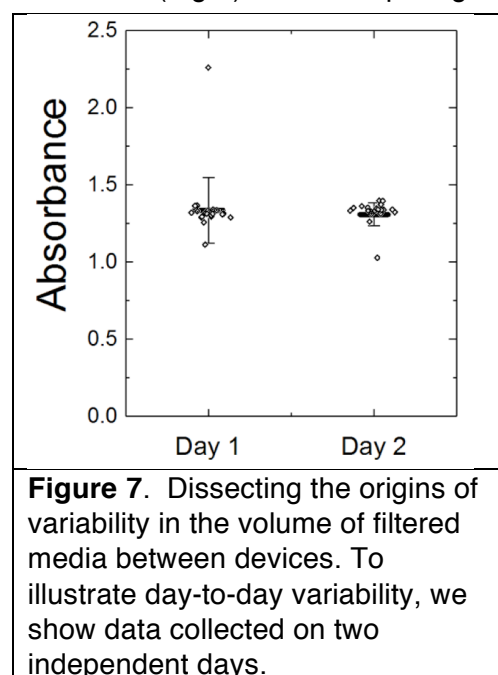 2.5
2.0
1.5
1.0
0.5
0.0
Absorbance
Day 1 Day 2
Figure 7. Dissecting the origins of
variability in the volume of filtered
media between devices. To
illustrate day-to-day variability, we
show data collected on two
independent days.